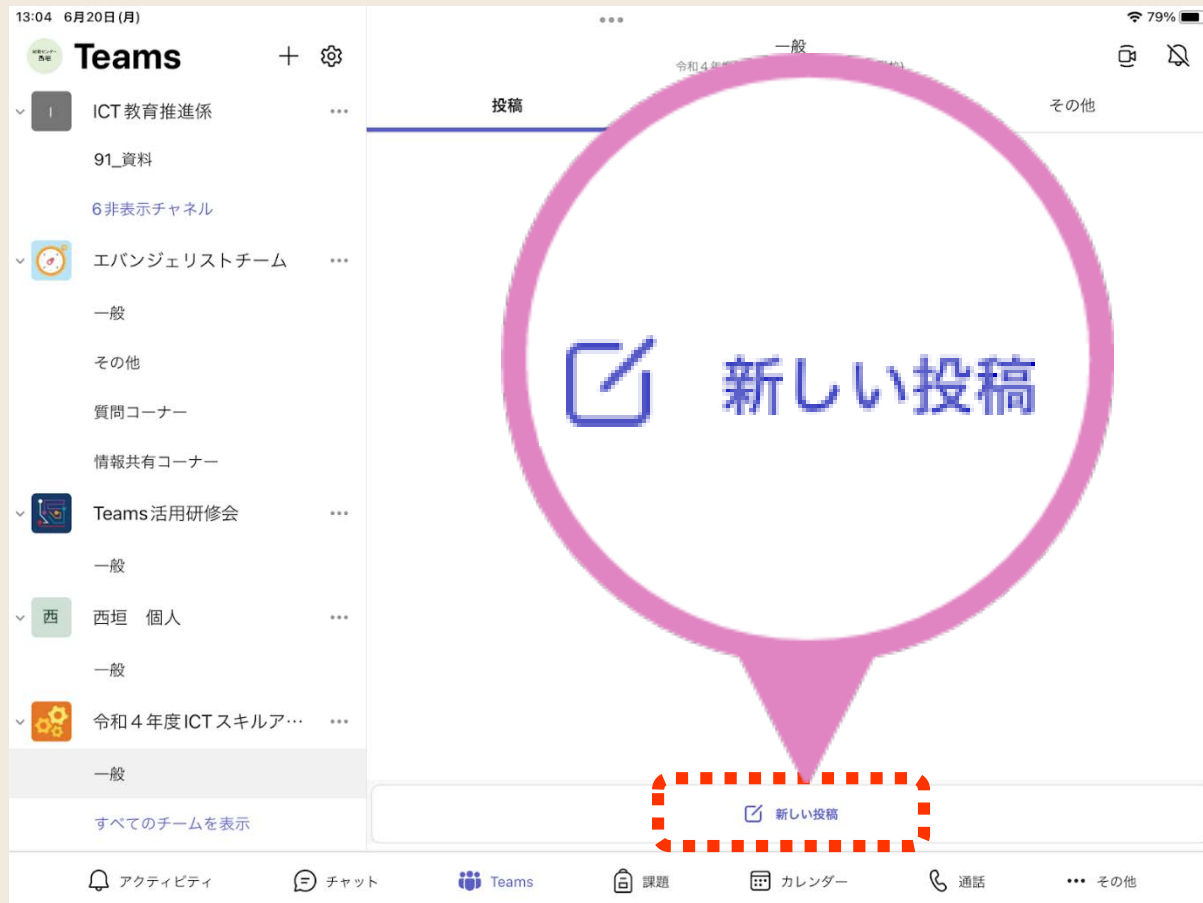 13:04 6月20日(月)
79%
Teams
ICT教育推進係
91_資料
6非表示チャネル
エバンジェリストチーム
一般
その他
質問コーナー
情報共有コーナー
Teams活用研修会
一般
西
西垣 個人
一般
令和４年度ICTスキルア…
一般
すべてのチームを表示
一般
令和４年
投稿
その他
新しい投稿
新しい投稿
アクティビティ
チャット
Teams
課題
カレンダー
通話
その他